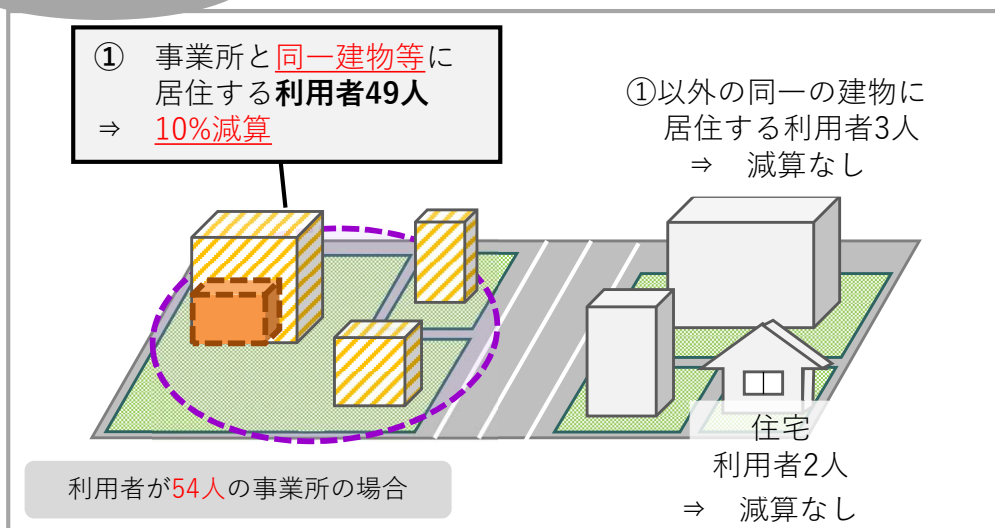 ① 事業所と同一建物等に
居住する利用者49人
⇒ 10%減算
①以外の同一の建物に
居住する利用者3人
⇒ 減算なし
住宅
利用者2人
⇒ 減算なし
利用者が54人の事業所の場合